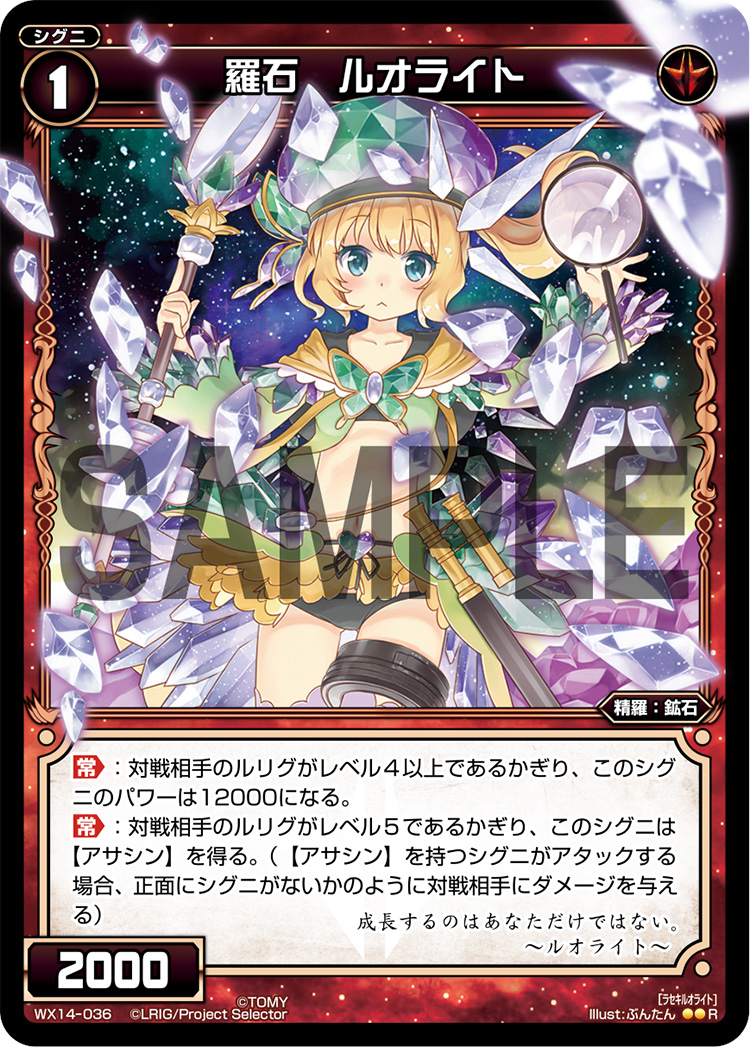 シグニ
1
羅石　ルオライト
SAMPLE
精羅：鉱石
常：対戦相手のルリグがレベル４以上であるかぎり、このシグ
ニのパワーは12000になる。
常：対戦相手のルリグがレベル５であるかぎり、このシグニは
【アサシン】を得る。（【アサシン】を持つシグニがアタックする
場合、正面にシグニがないかのように対戦相手にダメージを与え
る）
成長するのはあなただけではない。
～ルオライト～
2000
WX14-036 ©LRIG/Project Selector
©TOMY
[ラセキルオライト]
Illust:ぶんたん R